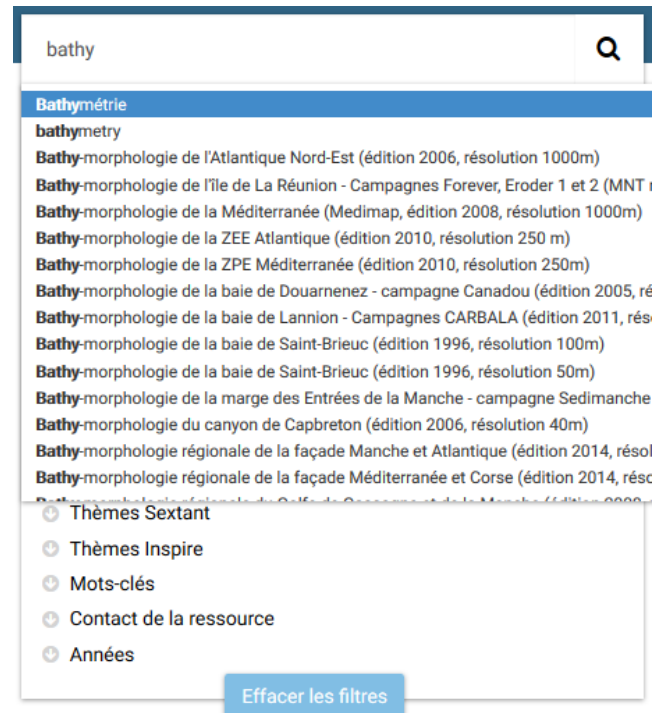 bathy
Bathymétrie
bathymetry
Bathy-morphologie de l'Atlantique Nord-Est (édition 2006, résolution 1000m)
Bathy-morphologie de l'île de La Réunion - Campagnes Forever, Eroder 1 et 2 (MNT
Bathy-morphologie de la Méditerranée (Medimap, édition 2008, résolution 1000m)
Bathy-morphologie de la ZEE Atlantique (édition 2010, résolution 250 m)
Bathy-morphologie de la ZPE Méditerranée (édition 2010, résolution 250m)
Bathy-morphologie de la baie de Douarnenez - campagne Canadou (édition 2005, ré
Bathy-morphologie de la baie de Lannion - Campagnes CARBALA (édition 2011, rés
Bathy-morphologie de la baie de Saint-Brieuc (édition 1996, résolution 100m)
Bathy-morphologie de la baie de Saint-Brieuc (édition 1996, résolution 50m)
Bathy-morphologie de la marge des Entrées de la Manche - campagne Sedimanche
Bathy-morphologie du canyon de Capbreton (édition 2006, résolution 40m)
Bathy-morphologie régionale de la façade Manche et Atlantique (édition 2014, résol
Bathy-morphologie régionale de la façade Méditerranée et Corse (édition 2014, réso
Thèmes Sextant
Thèmes Inspire
Mots-clés
Contact de la ressource
Années
Effacer les filtres